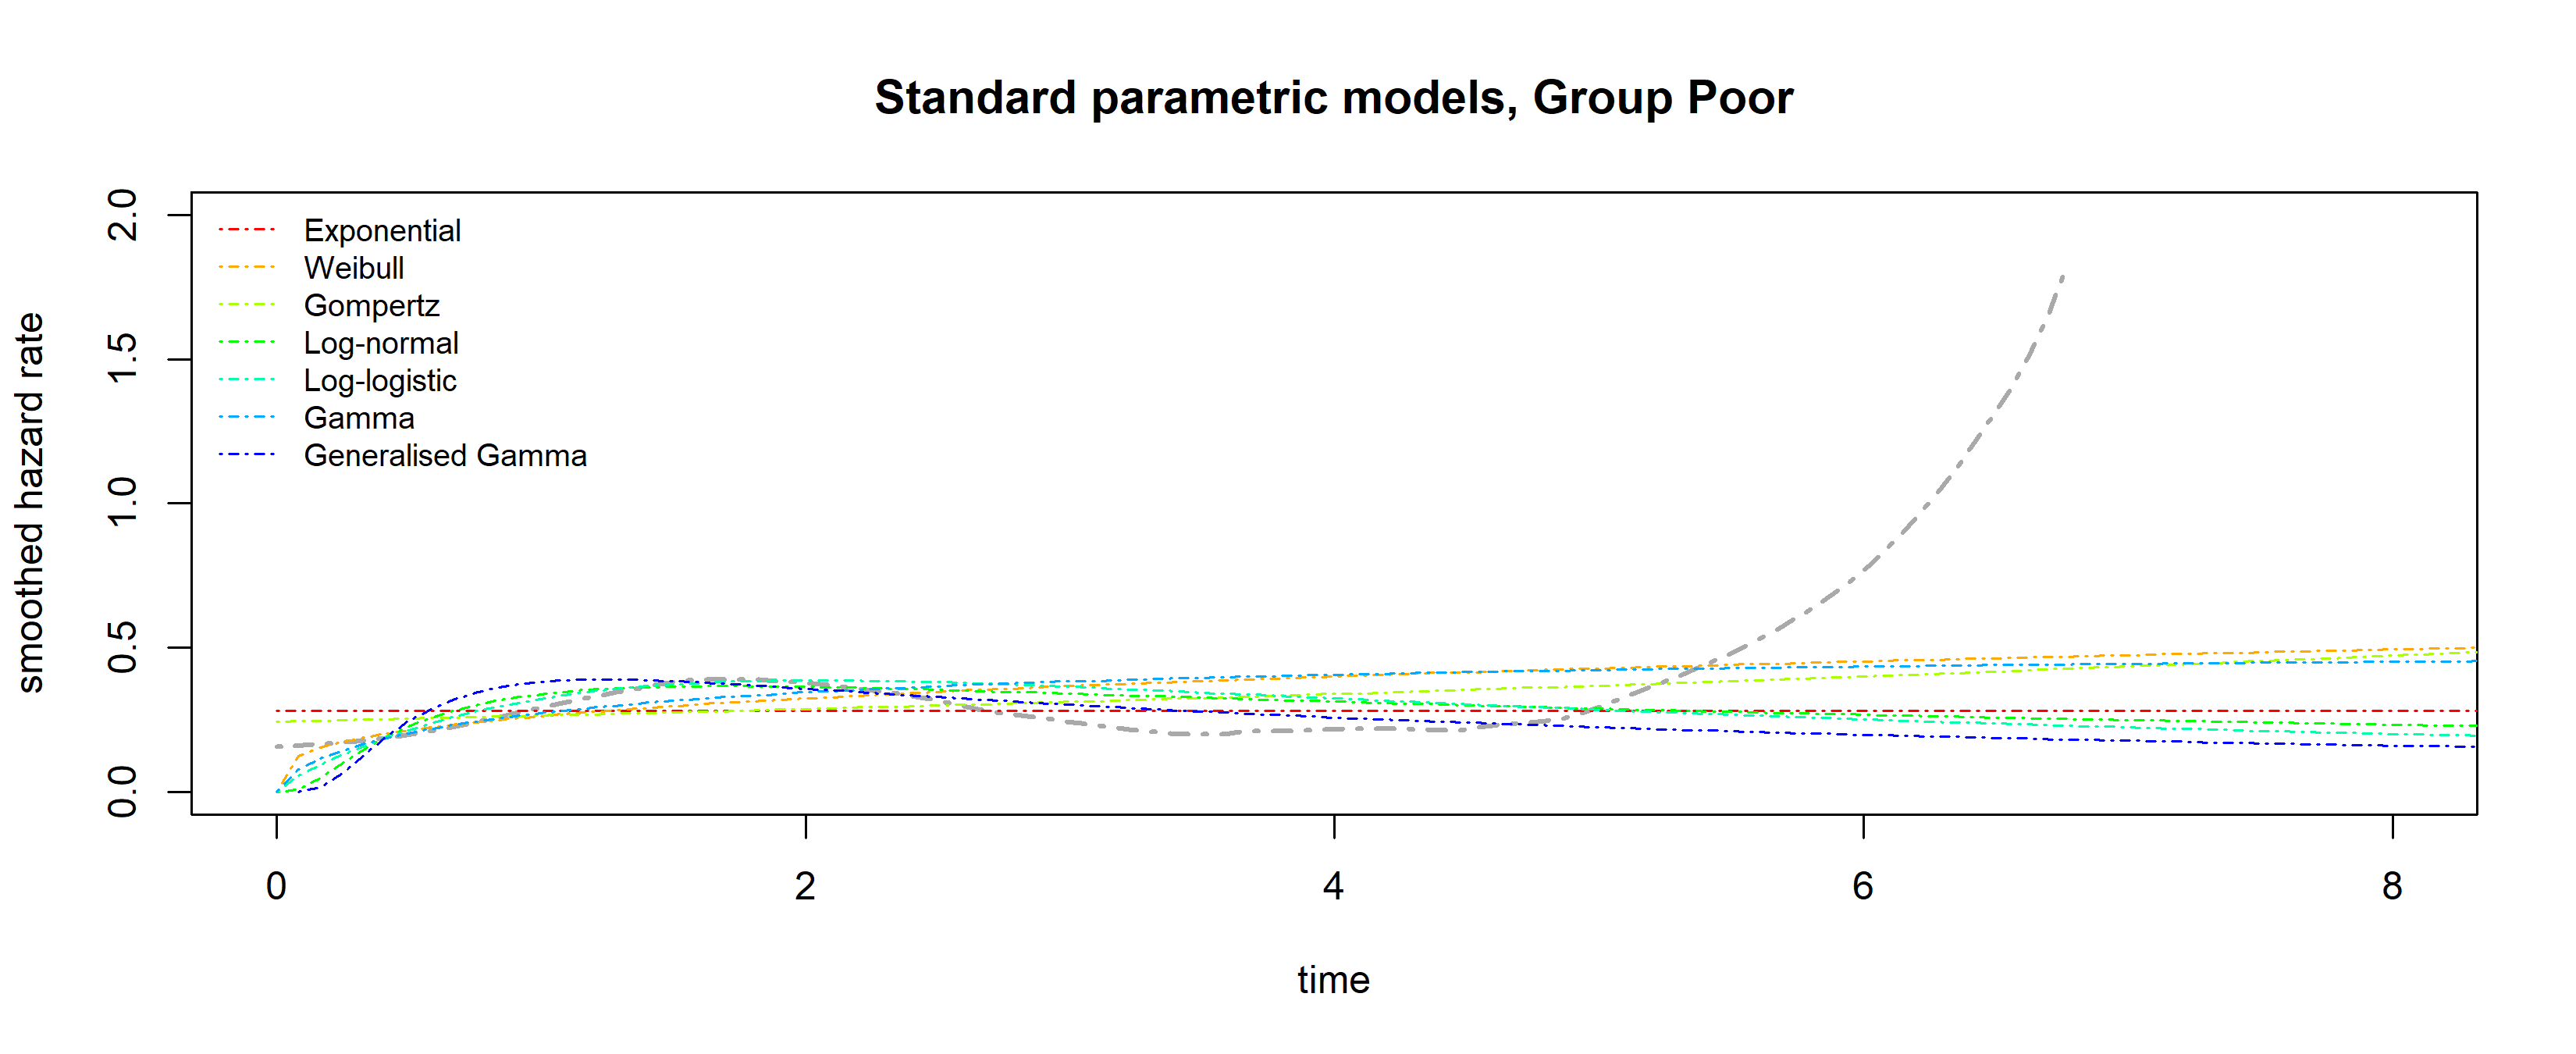 Standard parametric models, Group Poor
smoothed hazard rate
2.0
1.5
1.0
0.5
0.0
Exponential
Weibull
Gompertz
Log-normal
Log-logistic
Gamma
Generalised Gamma
0 2 4 6 8
time